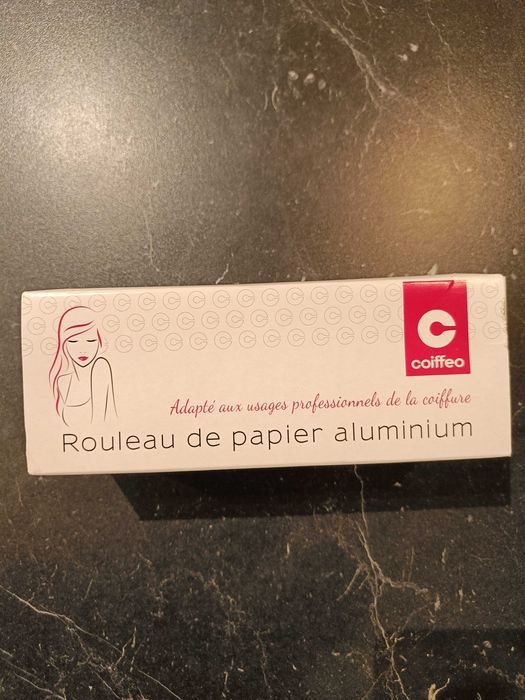 coiffeo
Adapté aux usages professionnels de la coiffure
Rouleau de papier aluminium